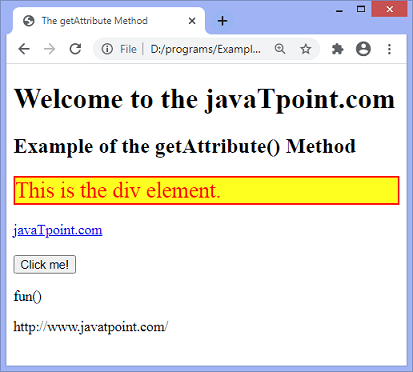 The getAttribute Method
File | D:/programs/Exampl...
Welcome to the javaTpoint.com
Example of the getAttribute() Method
This is the div element.
javaTpoint.com
Click me!
fun()
http://www.javatpoint.com/